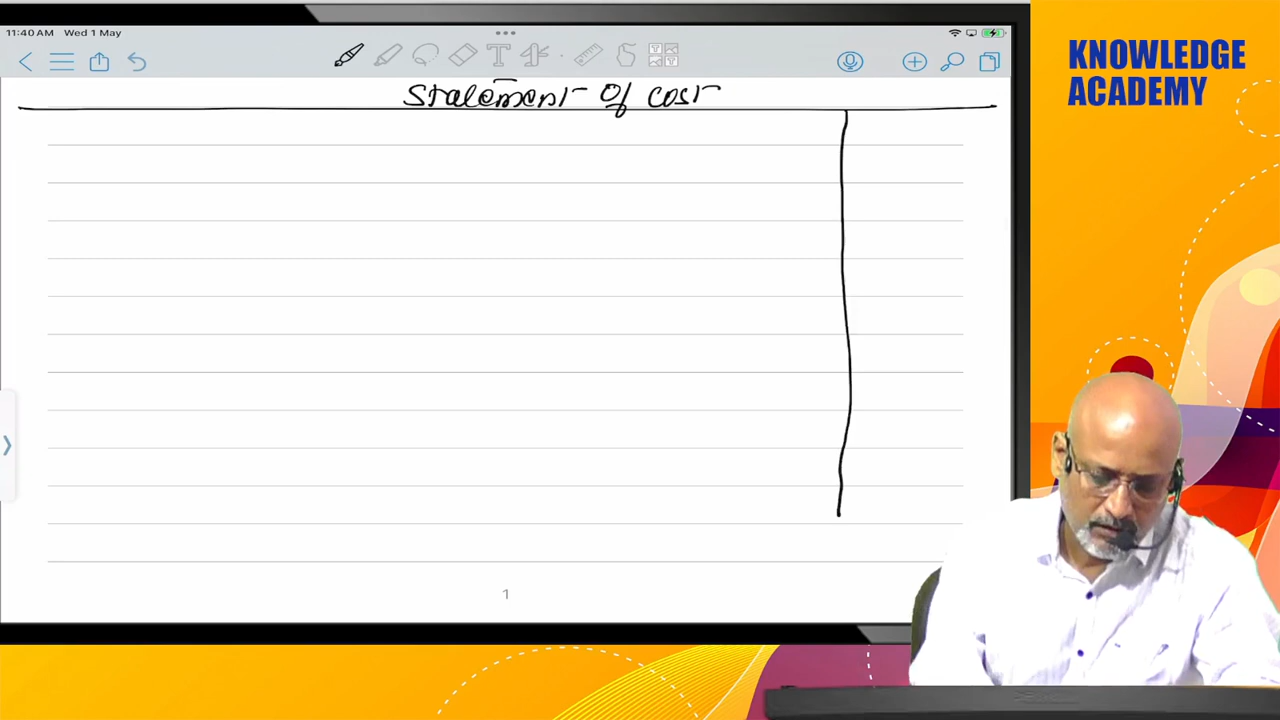 11:40 AM Wed 1 May
KNOWLEDGE
ACADEMY
T
Statement Of cost
1